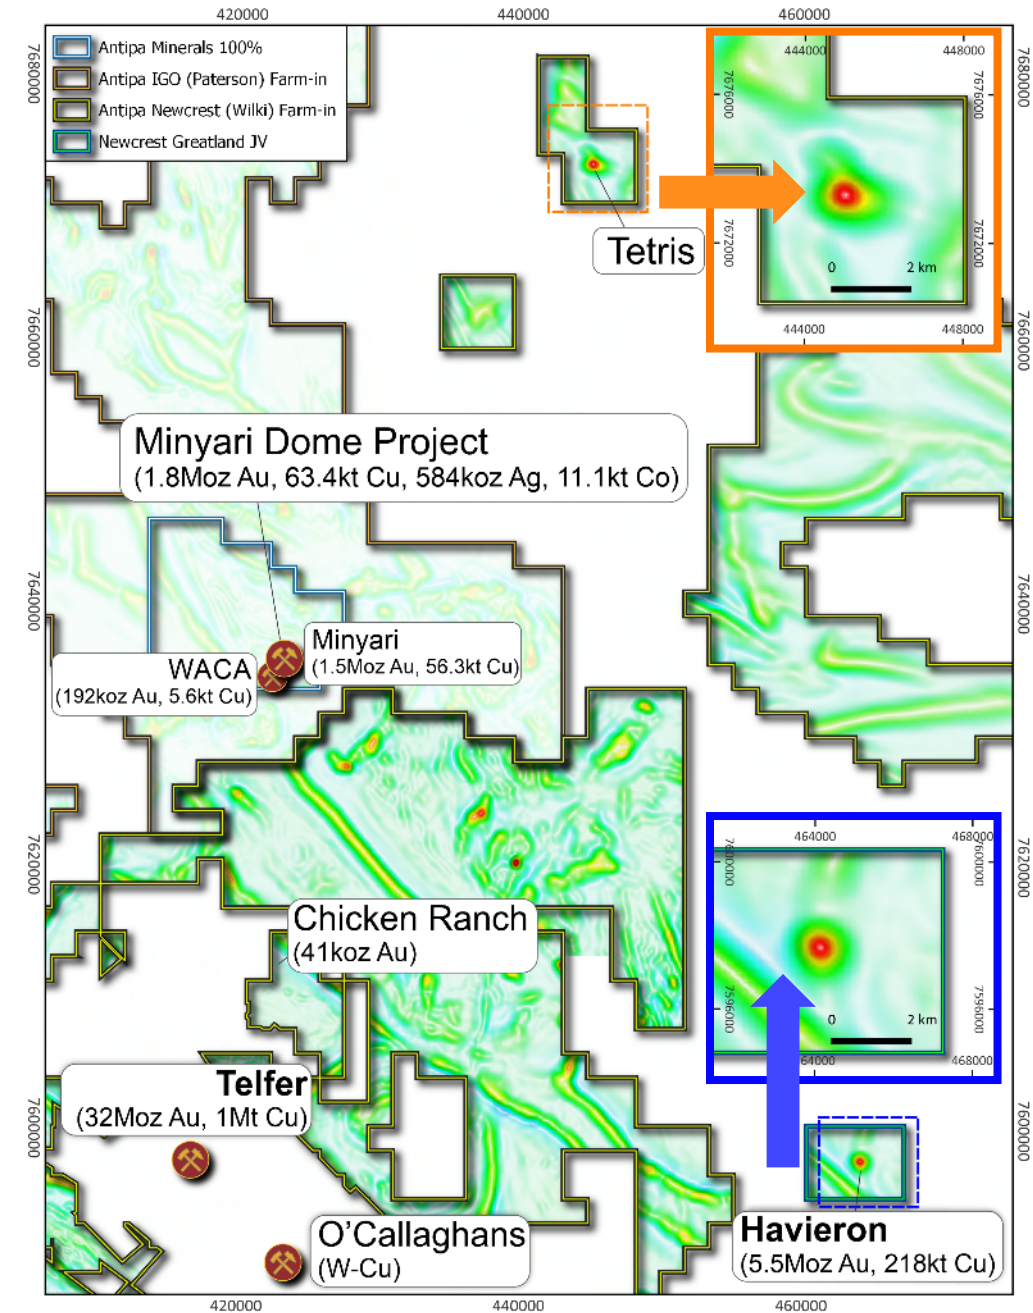 420000
440000
460000
7680000
7680000
Antipa Minerals 100%
Antipa IGO (Paterson) Farm-in
Antipa Newcrest (Wilki) Farm-in
Newcrest Greatland JV
444000
448000
7676000
7676000
Tetris
7672000
7672000
0
2 km
444000
448000
7660000
7660000
Minyari Dome Project
(1.8Moz Au, 63.4kt Cu, 584koz Ag, 11.1kt Co)
7640000
7640000
Minyari
(1.5Moz Au, 56.3kt Cu)
WACA
(192koz Au, 5.6kt Cu)
7620000
7620000
464000
468000
7600000
7600000
Chicken Ranch
(41koz Au)
7596000
7596000
0
2 km
464000
468000
Telfer
(32Moz Au, 1Mt Cu)
7600000
7600000
O'Callaghans
(W-Cu)
Havieron
(5.5Moz Au, 218kt Cu)
420000
440000
460000